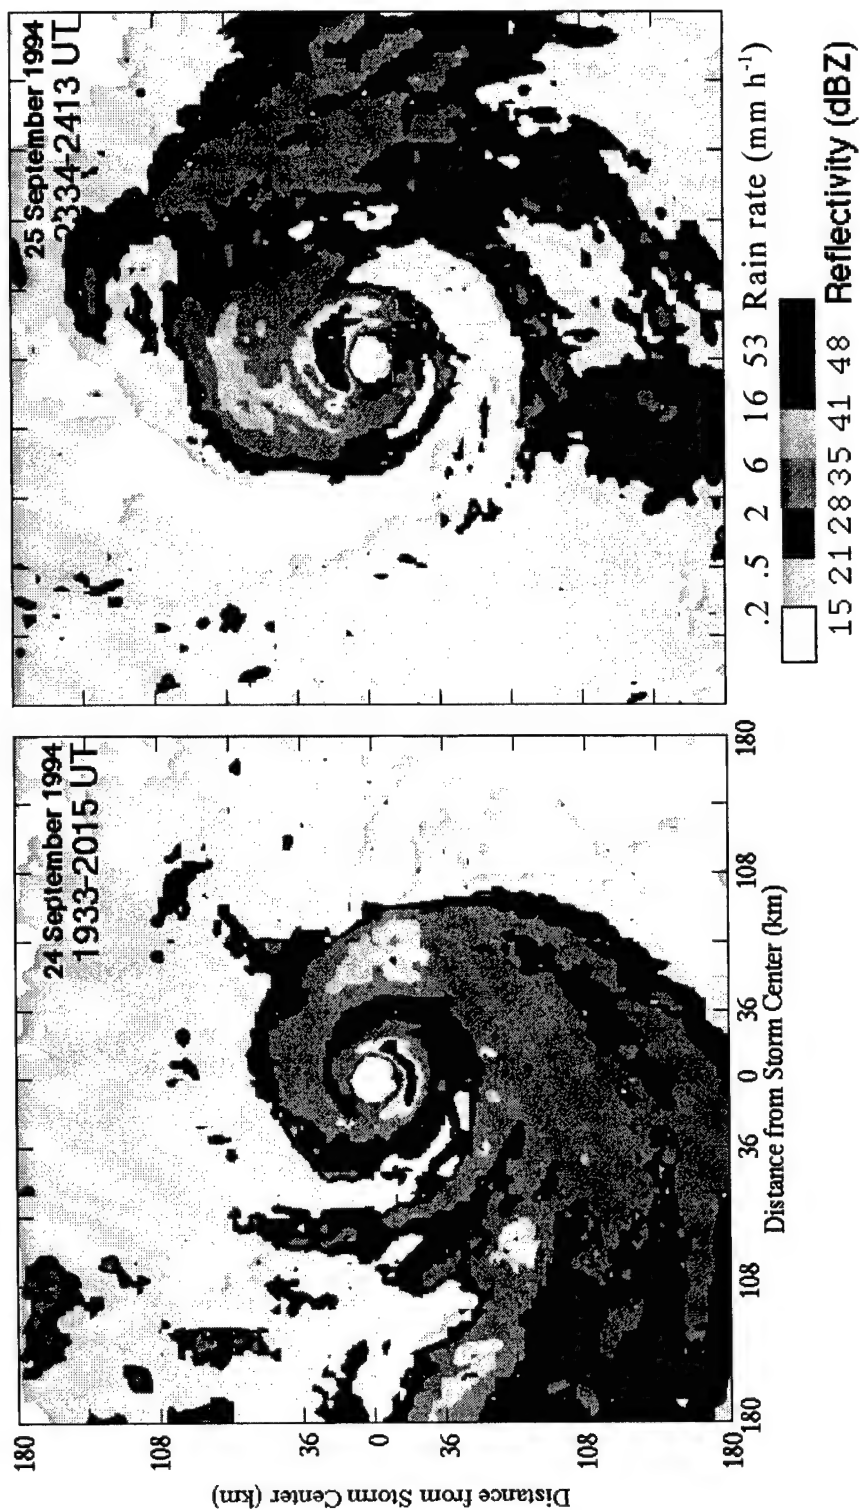 24 September 1994
1933-2015 UT
25 September 1994
2334-2413 UT
180
108
36
0
36
108
180
Distance from Storm Center (km)
180
108
36
0
36
108
180
Distance from Storm Center (km)
.2 .5 2 6 16 53 Rain rate (mm h⁻¹)
15 21 28 35 41 48 Reflectivity (dBZ)